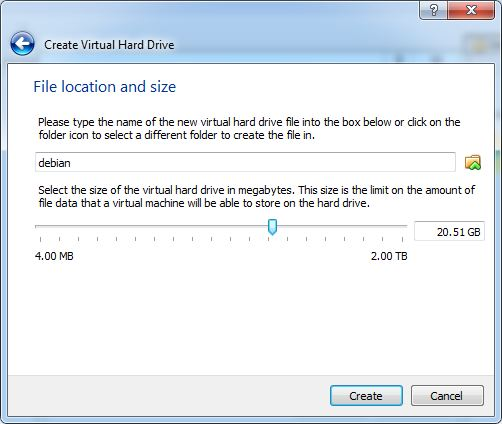 Create Virtual Hard Drive
File location and size
Please type the name of the new virtual hard drive file into the box below or click on the
folder icon to select a different folder to create the file in.
debian
Select the size of the virtual hard drive in megabytes. This size is the limit on the amount of
file data that a virtual machine will be able to store on the hard drive.
20.51 GB
4.00 MB 2.00 TB
Create Cancel